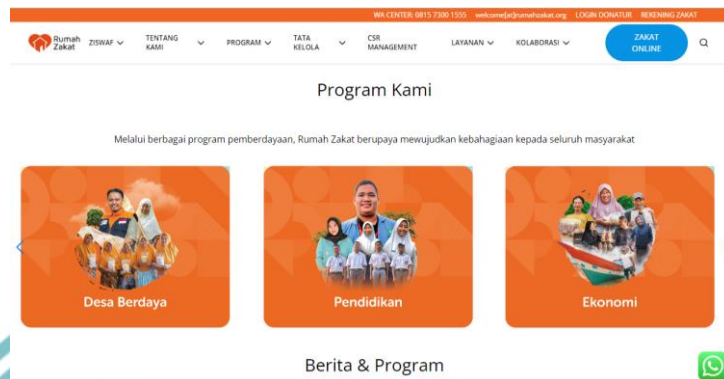 WA CENTER: 0815 7300 1555 welcome[at]rumahzakat.org LOGIN DONATUR REKENING ZAKAT
Rumah Zakat
ZISWAF
TENTANG KAMI
PROGRAM
TATA KELOLA
CSR MANAGEMENT
LAYANAN
KOLABORASI
ZAKAT ONLINE
Program Kami
Melalui berbagai program pemberdayaan, Rumah Zakat berupaya mewujudkan kebahagiaan kepada seluruh masyarakat
Desa Berdaya
Pendidikan
Ekonomi
Berita & Program